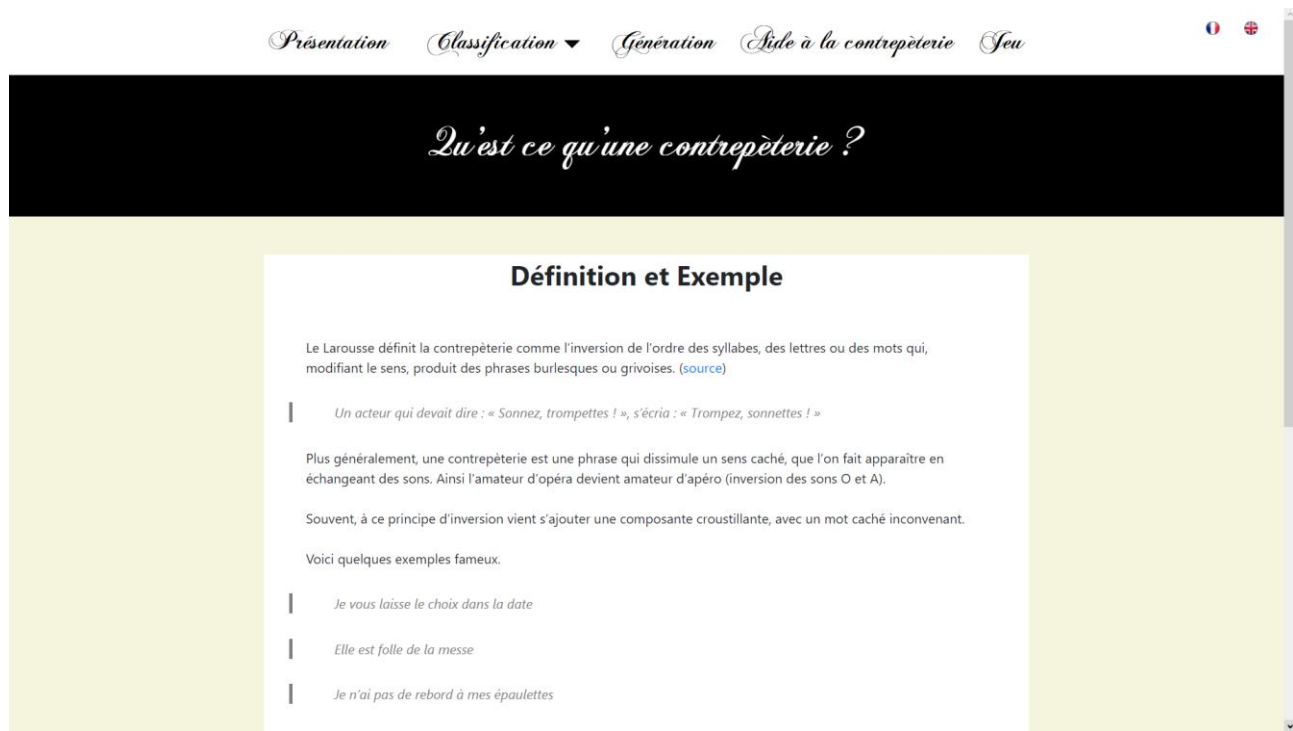 Présentation Classification Génération Aide à la contrepèterie Jeu
Qu'est ce qu'une contrepèterie ?
Définition et Exemple
Le Larousse définit la contrepèterie comme l'inversion de l'ordre des syllabes, des lettres ou des mots qui,
modifiant le sens, produit des phrases burlesques ou grivoises. (source)
Un acteur qui devait dire : « Sonnez, trompettes ! », s'écria : « Trompez, sonnettes ! »
Plus généralement, une contrepèterie est une phrase qui dissimule un sens caché, que l'on fait apparaître en
échangeant des sons. Ainsi l'amateur d'opéra devient amateur d'apéro (inversion des sons O et A).
Souvent, à ce principe d'inversion vient s'ajouter une composante croustillante, avec un mot caché inconvenant.
Voici quelques exemples fameux.
Je vous laisse le choix dans la date
Elle est folle de la messe
Je n'ai pas de rebord à mes épaulettes